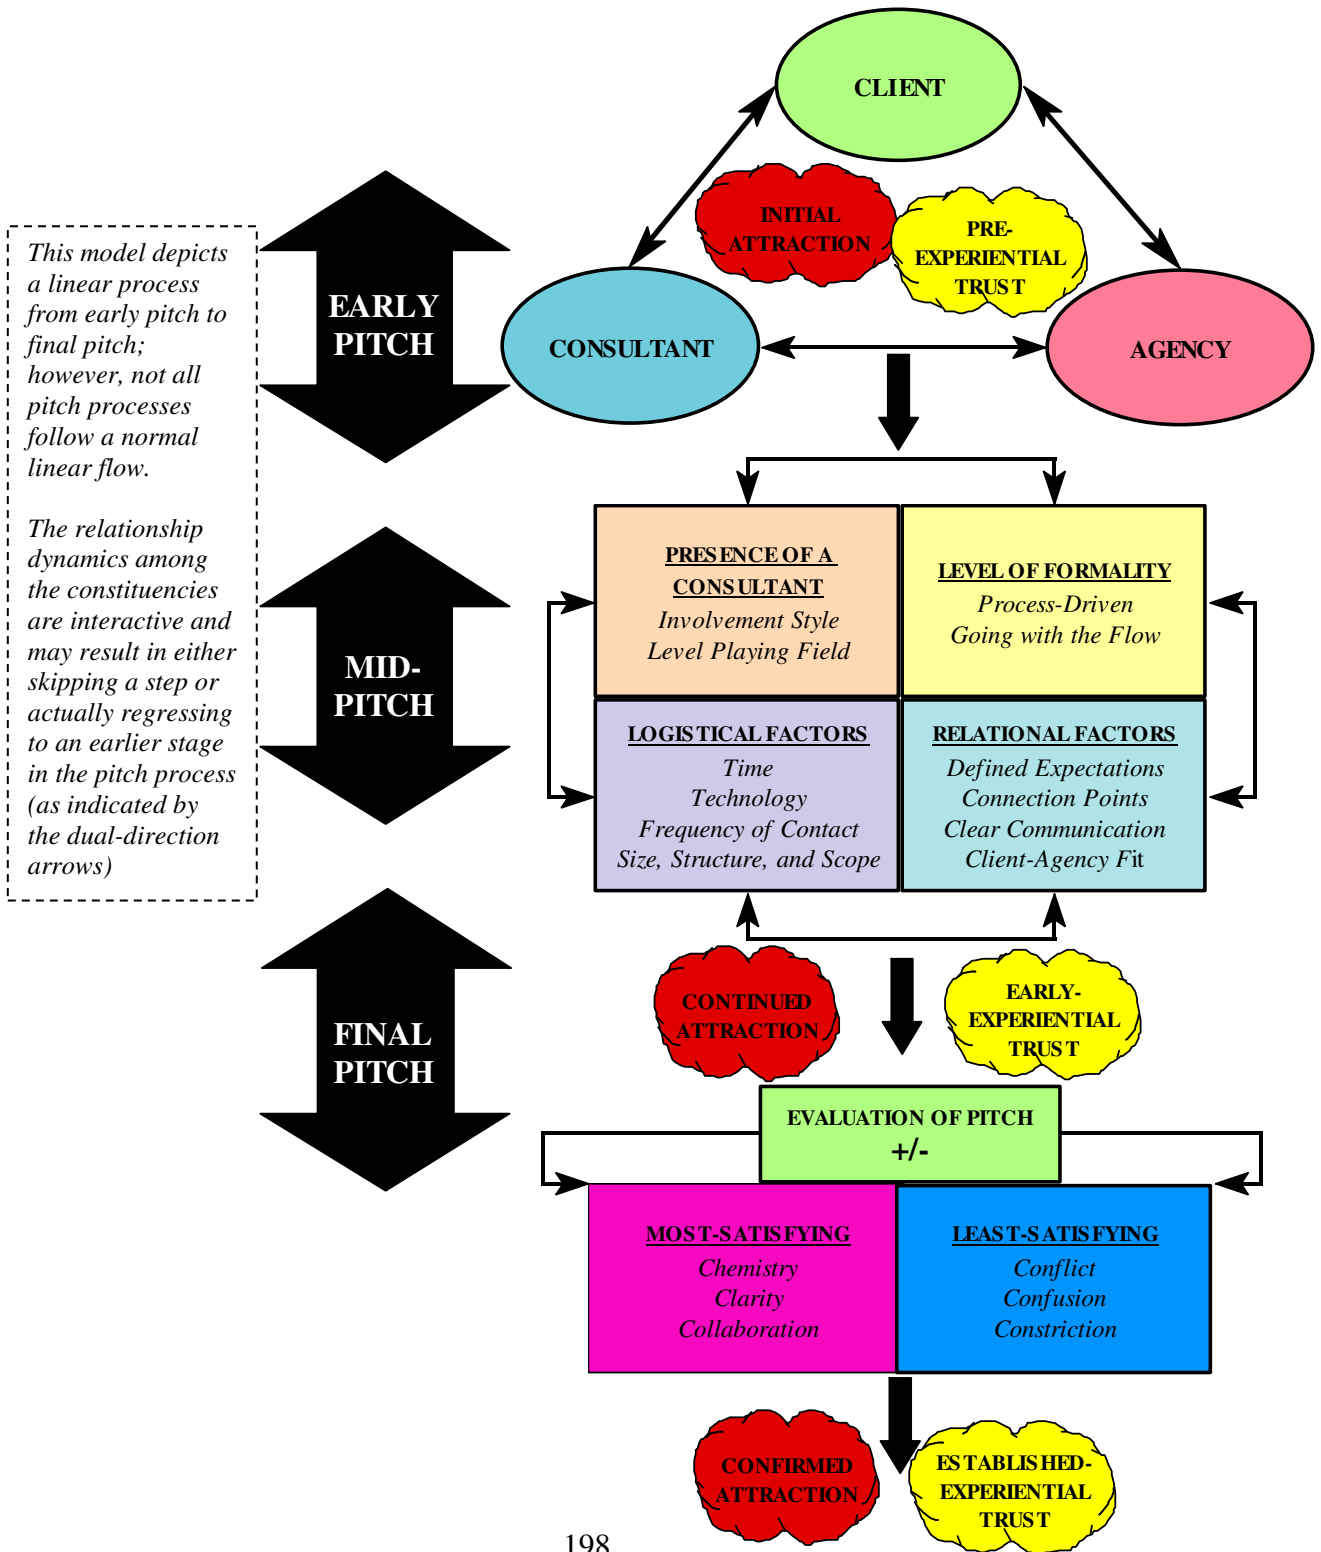 CLIENT
INITIAL
ATTRACTION
PRE-
EXPERIENTIAL
TRUST
CONSULTANT
AGENCY
EARLY
PITCH
This model depicts
a linear process
from early pitch to
final pitch;
however, not all
pitch processes
follow a normal
linear flow.
The relationship
dynamics among
the constituencies
are interactive and
may result in either
skipping a step or
actually regressing
to an earlier stage
in the pitch process
(as indicated by
the dual-direction
arrows)
MID-
PITCH
PRESENCE OF A
CONSULTANT
Involvement Style
Level Playing Field
LEVEL OF FORMALITY
Process-Driven
Going with the Flow
LOGISTICAL FACTORS
Time
Technology
Frequency of Contact
Size, Structure, and Scope
RELATIONAL FACTORS
Defined Expectations
Connection Points
Clear Communication
Client-Agency Fit
FINAL
PITCH
CONTINUED
ATTRACTION
EARLY-
EXPERIENTIAL
TRUST
EVALUATION OF PITCH
+/-
MOST-SATISFYING
Chemistry
Clarity
Collaboration
LEAST-SATISFYING
Conflict
Confusion
Constriction
CONFIRMED
ATTRACTION
ESTABLISHED-
EXPERIENTIAL
TRUST
198